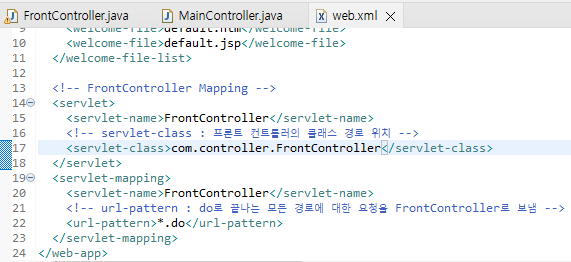 FrontController.java MainController.java web.xml
9 <welcome-file>default.htm</welcome-file>
10 <welcome-file>default.jsp</welcome-file>
11 </welcome-file-list>
12
13 <!-- FrontController Mapping -->
14 <servlet>
15 <servlet-name>FrontController</servlet-name>
16 <!-- servlet-class : 프론트 컨트롤러의 클래스 경로 위치 -->
17 <servlet-class>com.controller.FrontController</servlet-class>
18 </servlet>
19 <servlet-mapping>
20 <servlet-name>FrontController</servlet-name>
21 <!-- url-pattern : do로 끝나는 모든 경로에 대한 요청을 FrontController로 보냄 -->
22 <url-pattern>*.do</url-pattern>
23 </servlet-mapping>
24 </web-app>